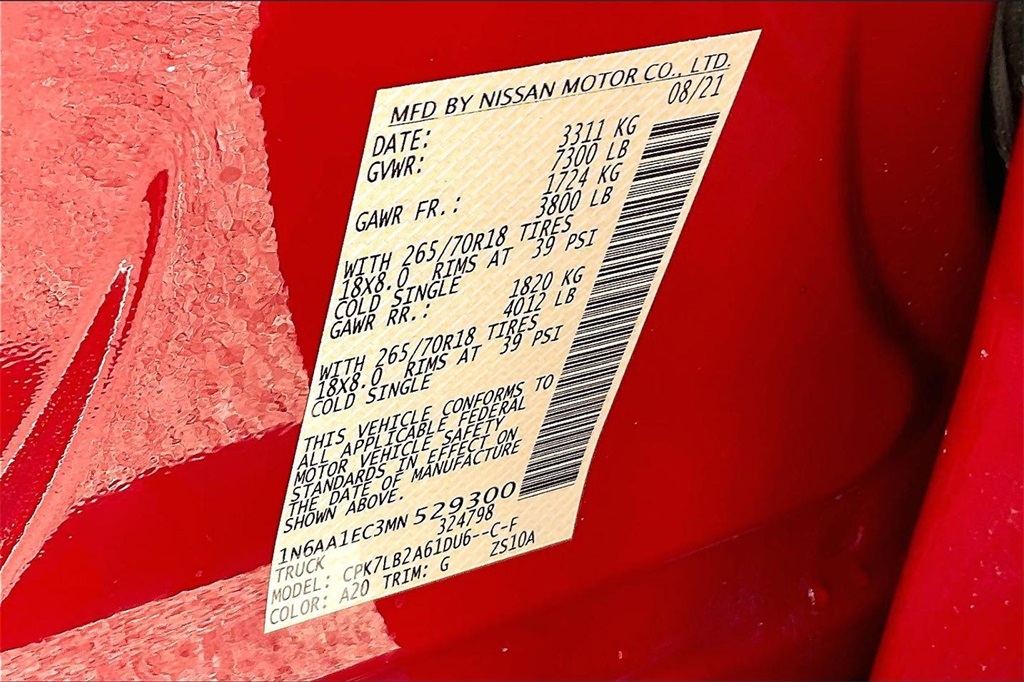 MFD BY NISSAN MOTOR CO., LTD.
DATE: 08/21
GVWR: 3311 KG
7300 LB
GAWR FR.: 1724 KG
3800 LB
WITH 265/70R18 TIRES
18X8.0 RIMS AT 39 PSI
COLD SINGLE
GAWR RR.: 1820 KG
4012 LB
WITH 265/70R18 TIRES
18X8.0 RIMS AT 39 PSI
COLD SINGLE
THIS VEHICLE CONFORMS TO
ALL APPLICABLE FEDERAL
MOTOR VEHICLE SAFETY
STANDARDS IN EFFECT ON
THE DATE OF MANUFACTURE
SHOWN ABOVE.
1N6AA1EC3MN 529300
TRUCK 324798
MODEL: CPK7LB2A61DU6--C-F
COLOR: A20 TRIM: G ZS10A